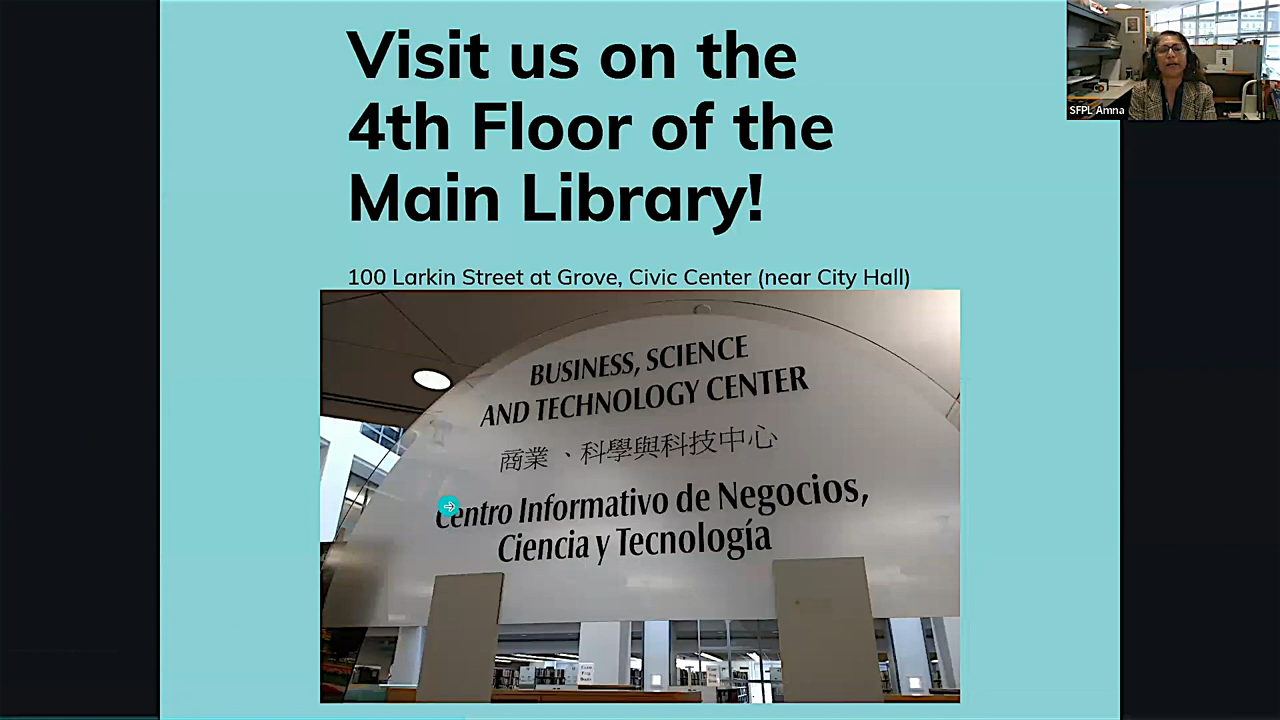 Visit us on the
4th Floor of the
Main Library!
100 Larkin Street at Grove, Civic Center (near City Hall)
SFPL Amna
BUSINESS, SCIENCE
AND TECHNOLOGY CENTER
商業、科學與科技中心
Centro Informativo de Negocios,
Ciencia y Tecnología